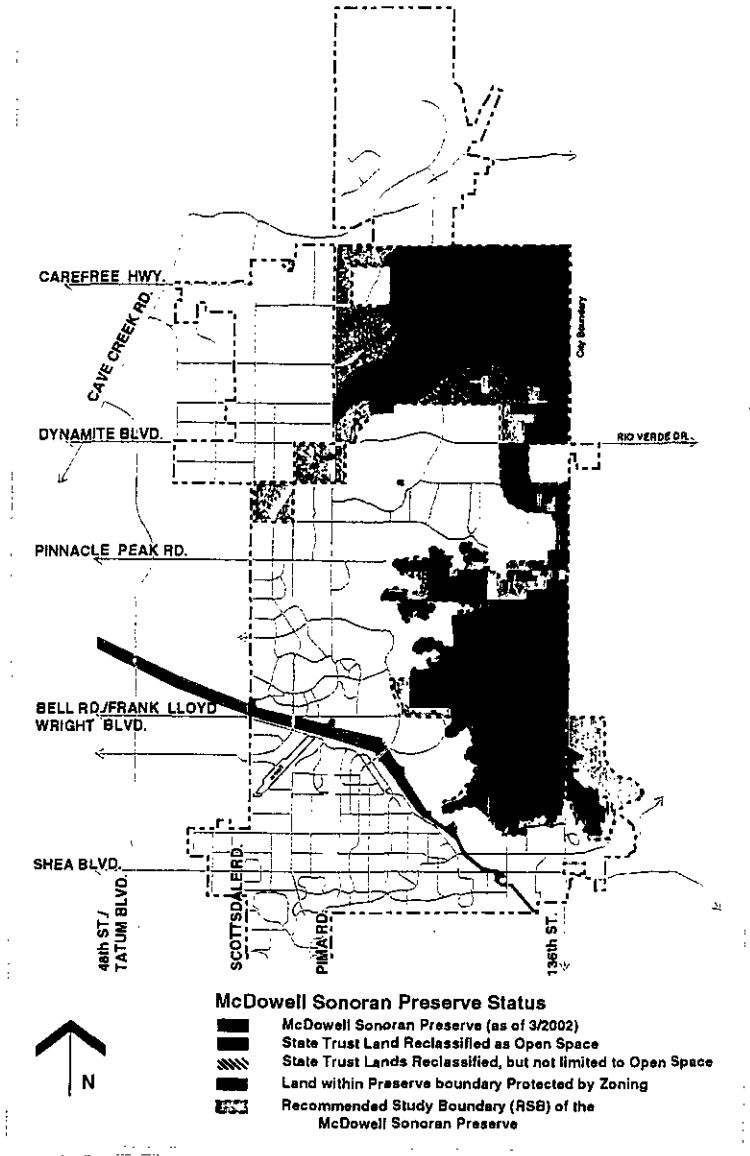 CAREFREE HWY.
CAVE CREEK RD.
City Boundary
DYNAMITE BLVD.
RIO VERDE DR.
PINNACLE PEAK RD.
BELL RD./FRANK LLOYD
WRIGHT BLVD.
SHEA BLVD.
48th ST./
TATUM BLVD.
SCOTTSDALE RD.
PIMA RD.
136th ST.
McDowell Sonoran Preserve Status
McDowell Sonoran Preserve (as of 3/2002)
State Trust Land Reclassified as Open Space
State Trust Lands Reclassified, but not limited to Open Space
Land within Preserve boundary Protected by Zoning
Recommended Study Boundary (RSB) of the
McDowell Sonoran Preserve
N